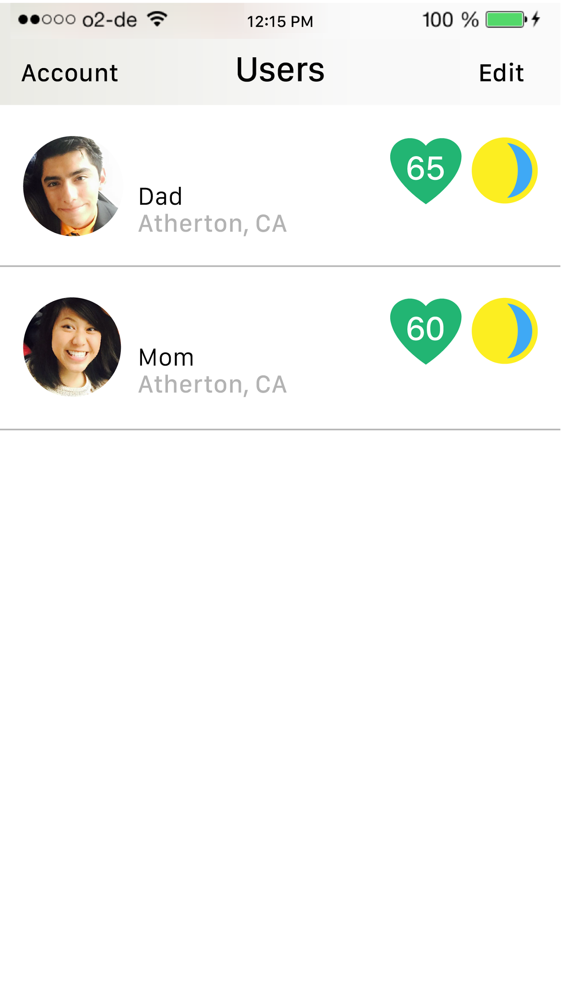 o2-de 12:15 PM 100 %
Account Users Edit
65
Dad
Atherton, CA
60
Mom
Atherton, CA